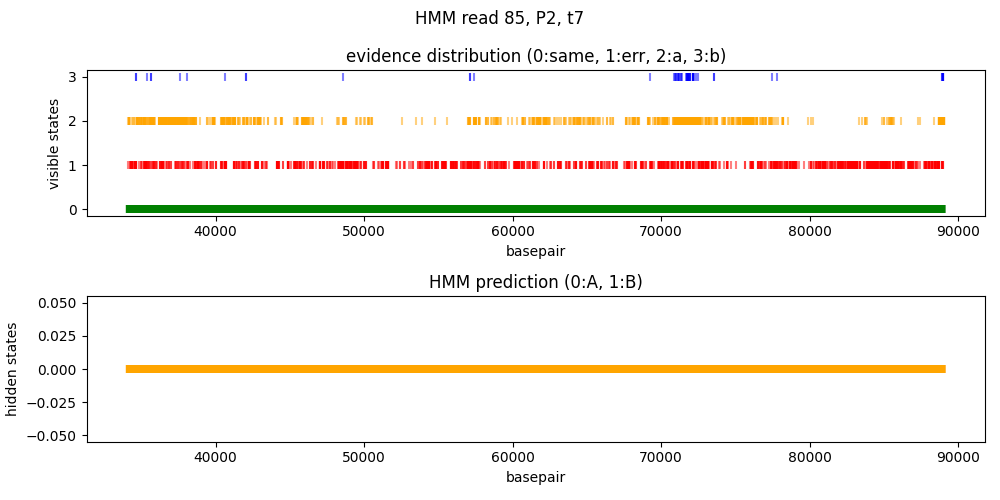 HMM read 85, P2, t7
evidence distribution (0:same, 1:err, 2:a, 3:b)
visible states
3
2
1
0
40000 50000 60000 70000 80000 90000
basepair
HMM prediction (0:A, 1:B)
hidden states
0.050
0.025
0.000
−0.025
−0.050
40000 50000 60000 70000 80000 90000
basepair